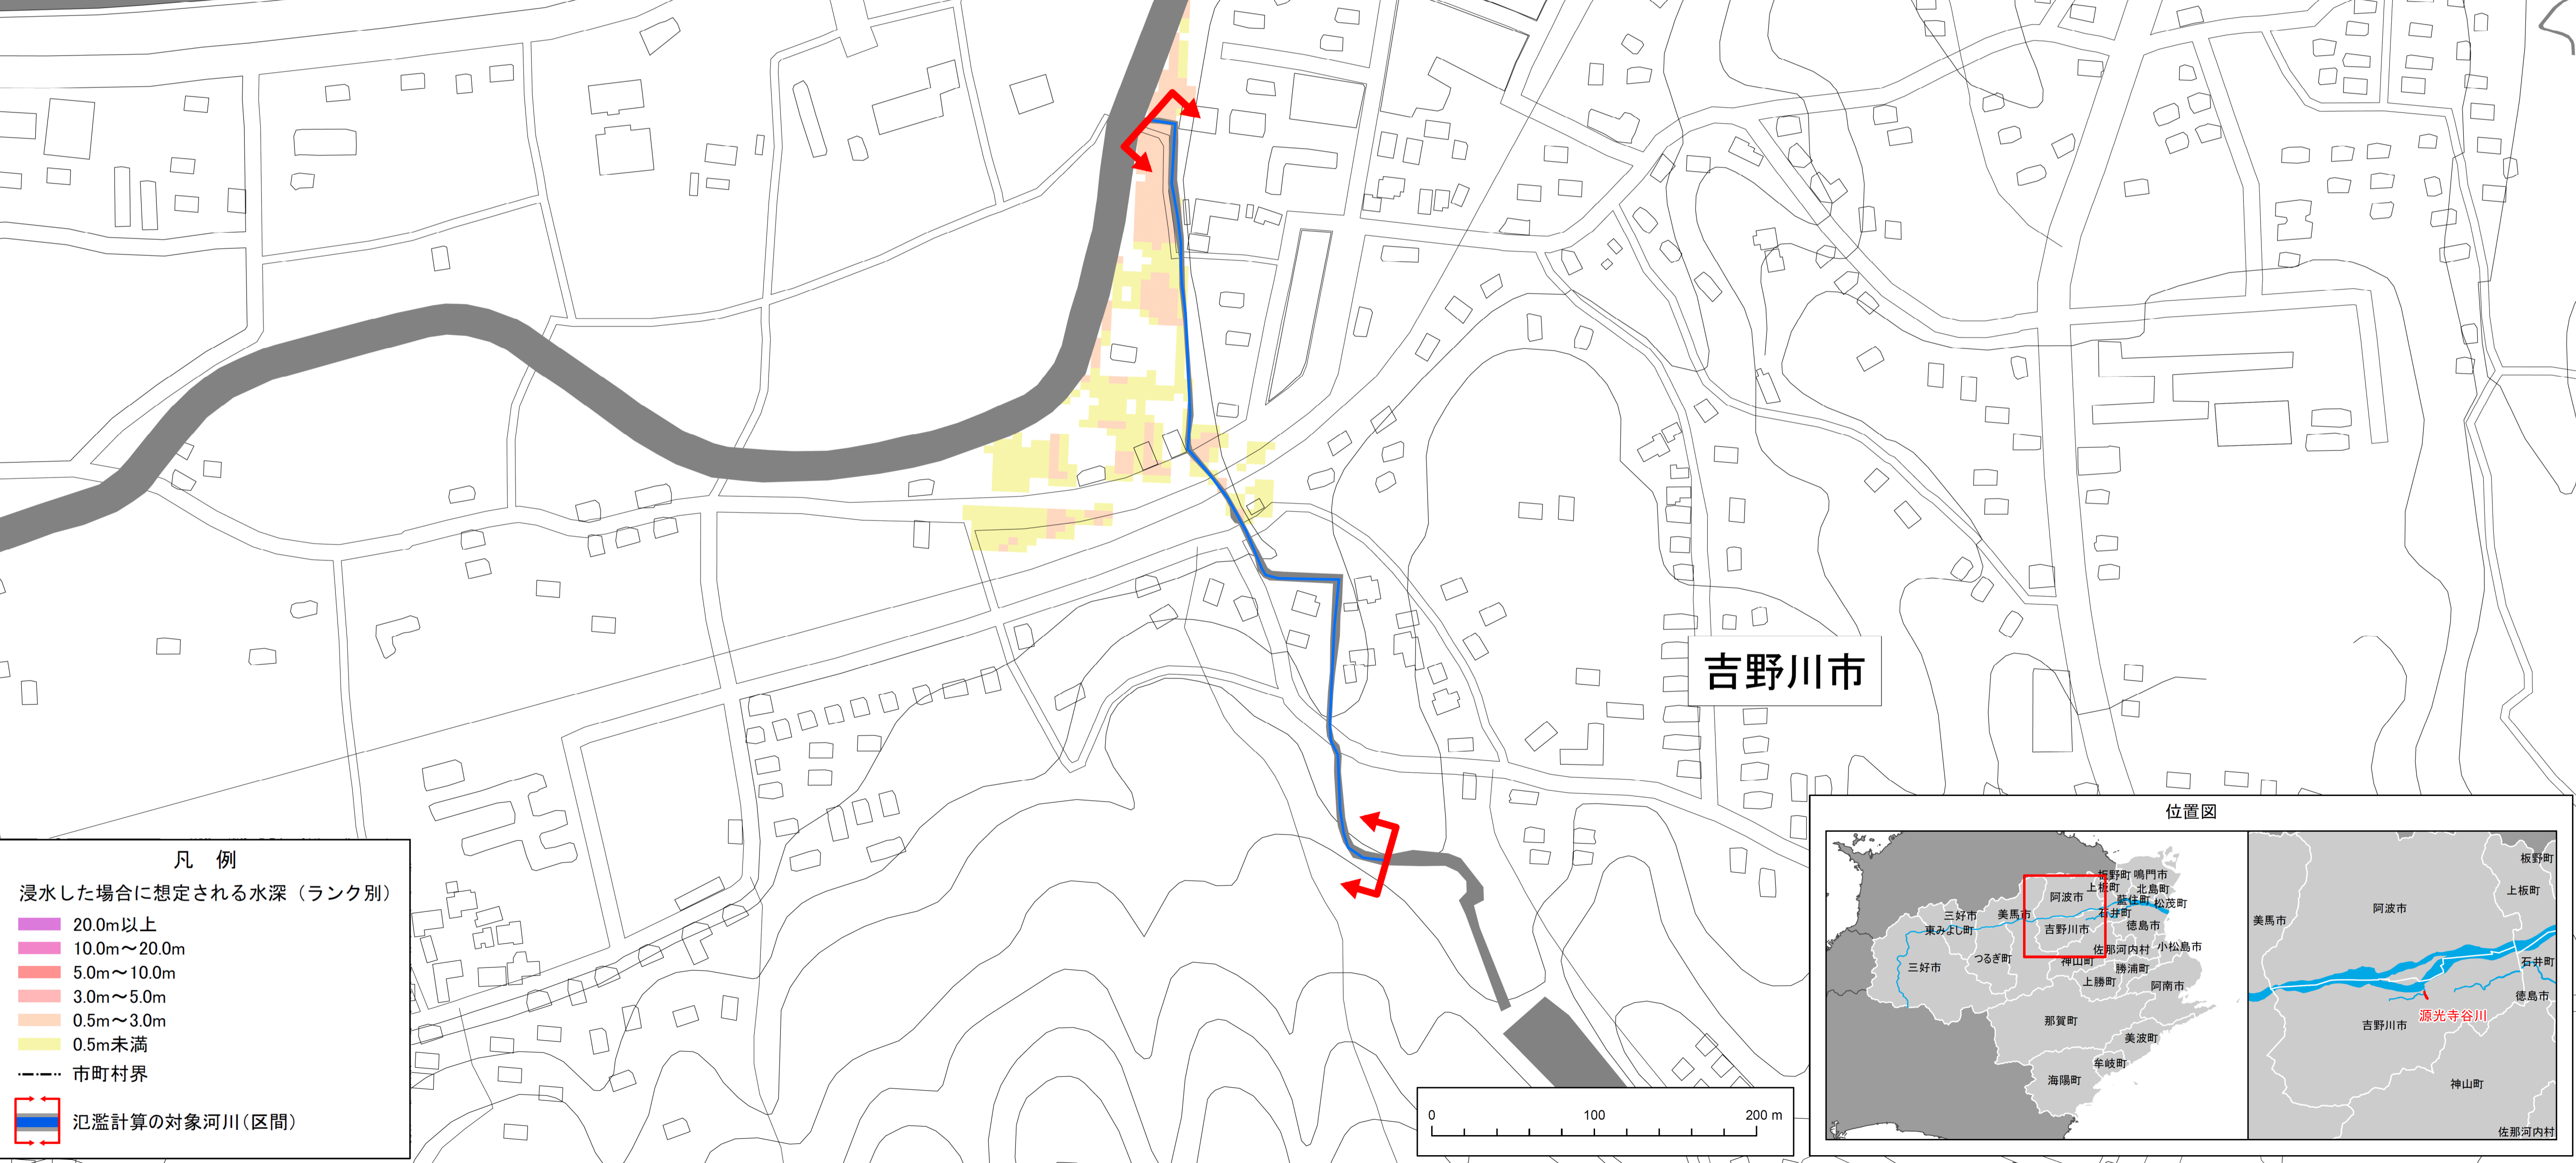 吉野川市
凡 例
浸水した場合に想定される水深（ランク別）
20.0m以上
10.0m～20.0m
5.0m～10.0m
3.0m～5.0m
0.5m～3.0m
0.5m未満
市町村界
氾濫計算の対象河川（区間）
0 100 200 m
位置図
板野町 鳴門市
上板町 北島町
阿波市
藍住町 松茂町
三好市 美馬市 石井町
東みよし町 吉野川市 徳島市
つるぎ町 佐那河内村 小松島市
三好市 神山町 勝浦町
上勝町 阿南市
那賀町
美波町
牟岐町
海陽町
板野町
上板町
阿波市
美馬市
石井町
徳島市
源光寺谷川
吉野川市
神山町
佐那河内村